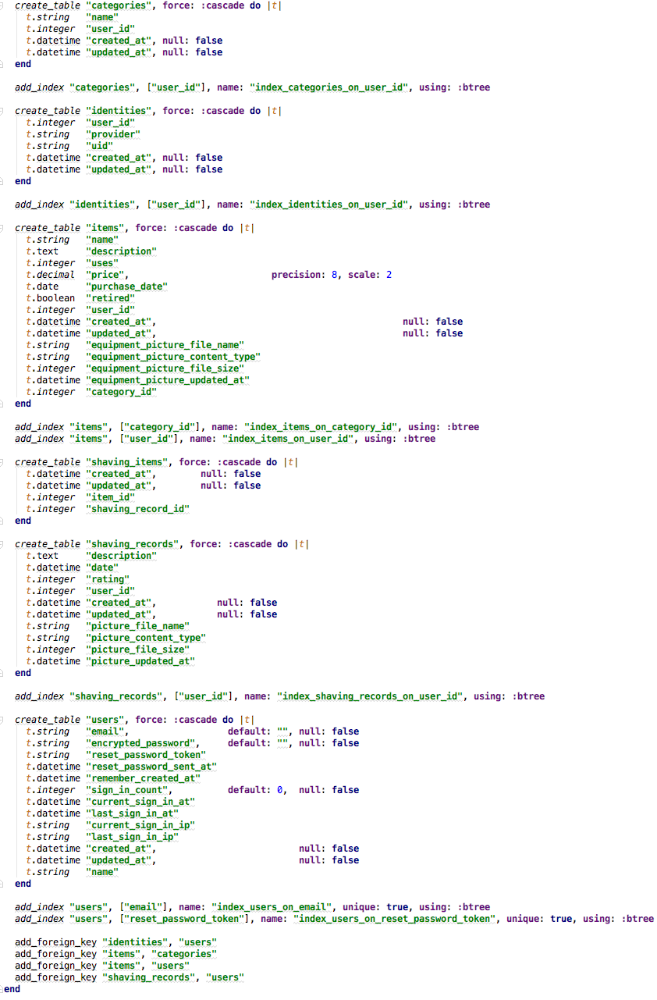 create_table "categories", force: :cascade do |t|
t.string "name"
t.integer "user_id"
t.datetime "created_at", null: false
t.datetime "updated_at", null: false
end
add_index "categories", ["user_id"], name: "index_categories_on_user_id", using: :btree
create_table "identities", force: :cascade do |t|
t.integer "user_id"
t.string "provider"
t.string "uid"
t.datetime "created_at", null: false
t.datetime "updated_at", null: false
end
add_index "identities", ["user_id"], name: "index_identities_on_user_id", using: :btree
create_table "items", force: :cascade do |t|
t.string "name"
t.text "description"
t.integer "uses"
t.decimal "price", precision: 8, scale: 2
t.date "purchase_date"
t.boolean "retired"
t.integer "user_id"
t.datetime "created_at", null: false
t.datetime "updated_at", null: false
t.string "equipment_picture_file_name"
t.string "equipment_picture_content_type"
t.integer "equipment_picture_file_size"
t.datetime "equipment_picture_updated_at"
t.integer "category_id"
end
add_index "items", ["category_id"], name: "index_items_on_category_id", using: :btree
add_index "items", ["user_id"], name: "index_items_on_user_id", using: :btree
create_table "shaving_items", force: :cascade do |t|
t.datetime "created_at", null: false
t.datetime "updated_at", null: false
t.integer "item_id"
t.integer "shaving_record_id"
end
create_table "shaving_records", force: :cascade do |t|
t.text "description"
t.datetime "date"
t.integer "rating"
t.integer "user_id"
t.datetime "created_at", null: false
t.datetime "updated_at", null: false
t.string "picture_file_name"
t.string "picture_content_type"
t.integer "picture_file_size"
t.datetime "picture_updated_at"
end
add_index "shaving_records", ["user_id"], name: "index_shaving_records_on_user_id", using: :btree
create_table "users", force: :cascade do |t|
t.string "email", default: "", null: false
t.string "encrypted_password", default: "", null: false
t.string "reset_password_token"
t.datetime "reset_password_sent_at"
t.datetime "remember_created_at"
t.integer "sign_in_count", default: 0, null: false
t.datetime "current_sign_in_at"
t.datetime "last_sign_in_at"
t.string "current_sign_in_ip"
t.string "last_sign_in_ip"
t.datetime "created_at", null: false
t.datetime "updated_at", null: false
t.string "name"
end
add_index "users", ["email"], name: "index_users_on_email", unique: true, using: :btree
add_index "users", ["reset_password_token"], name: "index_users_on_reset_password_token", unique: true, using: :btree
add_foreign_key "identities", "users"
add_foreign_key "items", "categories"
add_foreign_key "items", "users"
add_foreign_key "shaving_records", "users"
end